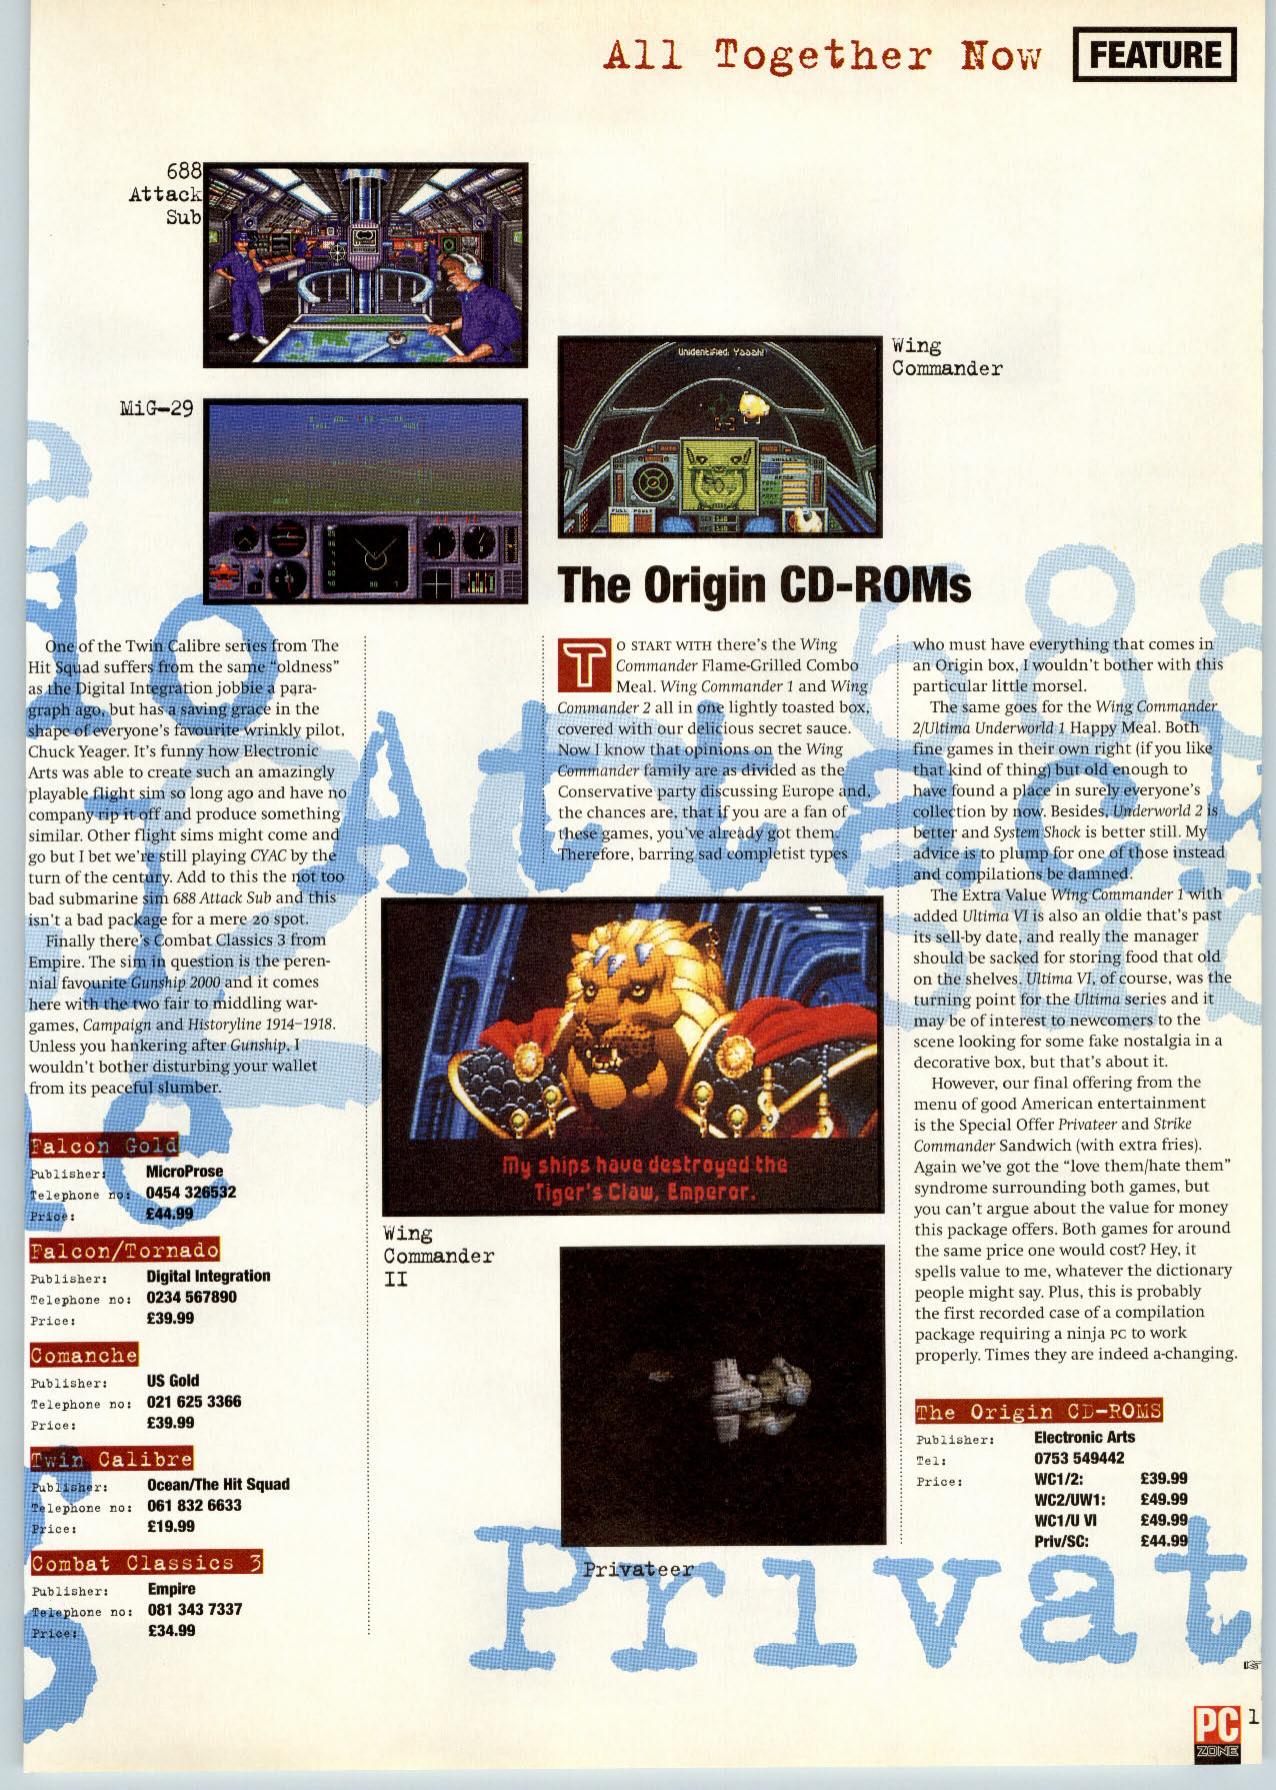 All Together Now FEATURE
688
Attack
Sub
MiG-29
Unidentified: Yaaah!
Wing
Commander
The Origin CD-ROMs
One of the Twin Calibre series from The
Hit Squad suffers from the same "oldness"
as the Digital Integration jobbie a para-
graph ago, but has a saving grace in the
shape of everyone's favourite wrinkly pilot,
Chuck Yeager. It's funny how Electronic
Arts was able to create such an amazingly
playable flight sim so long ago and have no
company rip it off and produce something
similar. Other flight sims might come and
go but I bet we're still playing CYAC by the
turn of the century. Add to this the not too
bad submarine sim 688 Attack Sub and this
isn't a bad package for a mere 20 spot.
Finally there's Combat Classics 3 from
Empire. The sim in question is the peren-
nial favourite Gunship 2000 and it comes
here with the two fair to middling war-
games, Campaign and Historyline 1914–1918.
Unless you hankering after Gunship, I
wouldn't bother disturbing your wallet
from its peaceful slumber.
Falcon Gold
Publisher: MicroProse
Telephone no: 0454 326532
Price: £44.99
Falcon/Tornado
Publisher: Digital Integration
Telephone no: 0234 567890
Price: £39.99
Comanche
Publisher: US Gold
Telephone no: 021 625 3366
Price: £39.99
Twin Calibre
Publisher: Ocean/The Hit Squad
Telephone no: 061 832 6633
Price: £19.99
Combat Classics 3
Publisher: Empire
Telephone no: 081 343 7337
Price: £34.99
TO START WITH there's the Wing
Commander Flame-Grilled Combo
Meal. Wing Commander 1 and Wing
Commander 2 all in one lightly toasted box,
covered with our delicious secret sauce.
Now I know that opinions on the Wing
Commander family are as divided as the
Conservative party discussing Europe and,
the chances are, that if you are a fan of
these games, you've already got them.
Therefore, barring sad completist types
My ships have destroyed the
Tiger's Claw, Emperor.
Wing
Commander
II
Privateer
who must have everything that comes in
an Origin box, I wouldn't bother with this
particular little morsel.
The same goes for the Wing Commander
2/Ultima Underworld 1 Happy Meal. Both
fine games in their own right (if you like
that kind of thing) but old enough to
have found a place in surely everyone's
collection by now. Besides, Underworld 2 is
better and System Shock is better still. My
advice is to plump for one of those instead
and compilations be damned.
The Extra Value Wing Commander 1 with
added Ultima VI is also an oldie that's past
its sell-by date, and really the manager
should be sacked for storing food that old
on the shelves. Ultima VI, of course, was the
turning point for the Ultima series and it
may be of interest to newcomers to the
scene looking for some fake nostalgia in a
decorative box, but that's about it.
However, our final offering from the
menu of good American entertainment
is the Special Offer Privateer and Strike
Commander Sandwich (with extra fries).
Again we've got the "love them/hate them"
syndrome surrounding both games, but
you can't argue about the value for money
this package offers. Both games for around
the same price one would cost? Hey, it
spells value to me, whatever the dictionary
people might say. Plus, this is probably
the first recorded case of a compilation
package requiring a ninja PC to work
properly. Times they are indeed a-changing.
The Origin CD-ROMS
Publisher: Electronic Arts
Tel: 0753 549442
Price: WC1/2: £39.99
WC2/UW1: £49.99
WC1/U VI £49.99
Priv/SC: £44.99
Privat
PC ZONE 1